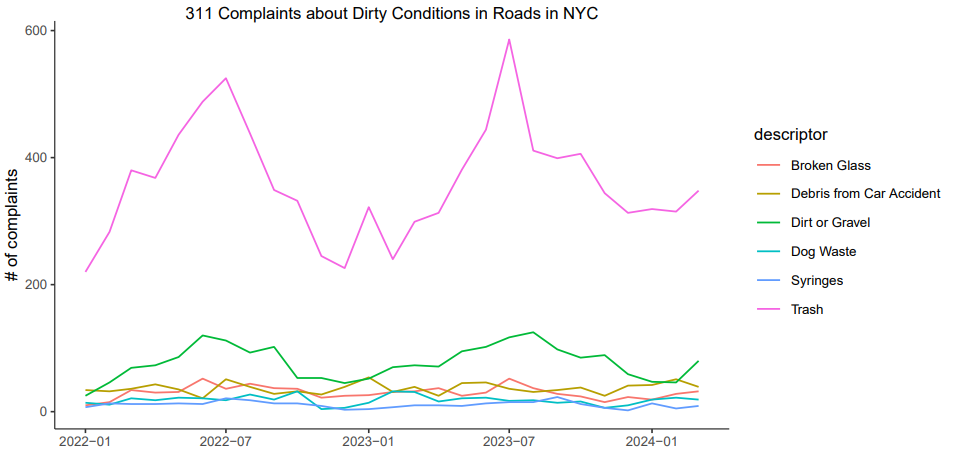 311 Complaints about Dirty Conditions in Roads in NYC
# of complaints
600
400
200
0
2022−01
2022−07
2023−01
2023−07
2024−01
descriptor
Broken Glass
Debris from Car Accident
Dirt or Gravel
Dog Waste
Syringes
Trash